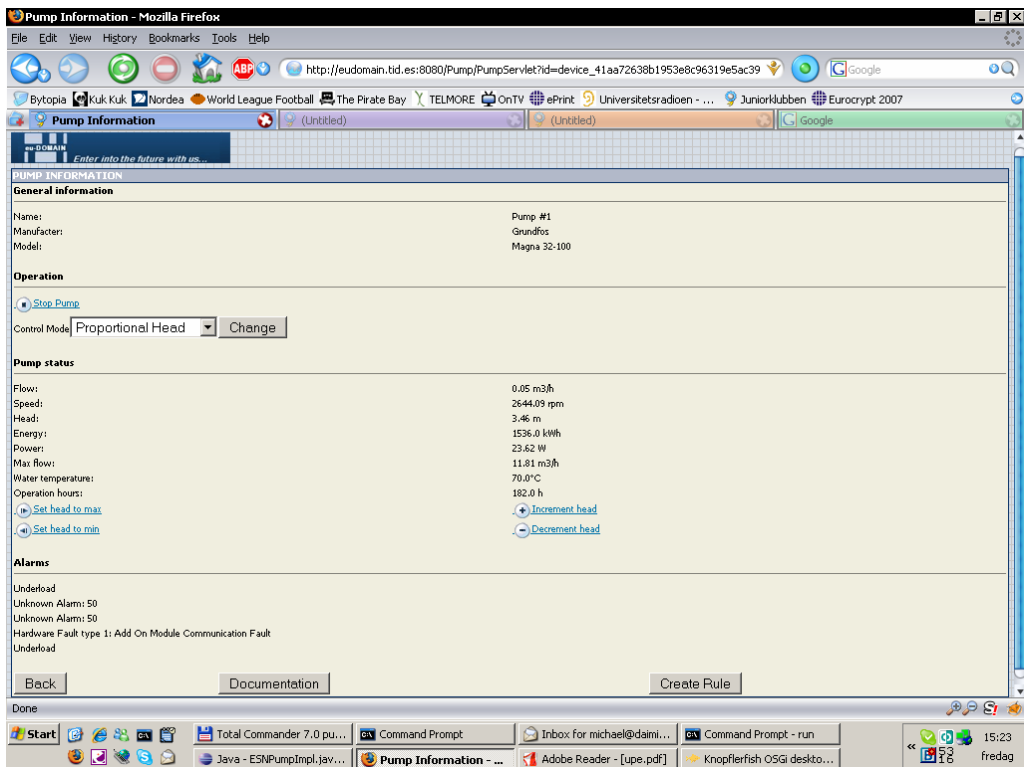 Pump Information - Mozilla Firefox
File Edit View History Bookmarks Tools Help
ABP http://eudomain.tid.es:8080/Pump/PumpServlet?id=device_41aa72638b1953e8c96319e5ac39 G Google
Bytopia Kuk Kuk Nordea World League Football The Pirate Bay TELMORE OnTV ePrint Universitetsradioen - ... Juniorklubben Eurocrypt 2007
Pump Information (Untitled) (Untitled) G Google
eu-DOMAIN
Enter into the future with us...
PUMP INFORMATION
General information
Name: Pump #1
Manufacter: Grundfos
Model: Magna 32-100
Operation
Stop Pump
Control Mode Proportional Head Change
Pump status
Flow: 0.05 m3/h
Speed: 2644.09 rpm
Head: 3.46 m
Energy: 1536.0 kWh
Power: 23.62 W
Max flow: 11.81 m3/h
Water temperature: 70.0°C
Operation hours: 182.0 h
Set head to max Increment head
Set head to min Decrement head
Alarms
Underload
Unknown Alarm: 50
Unknown Alarm: 50
Hardware Fault type 1: Add On Module Communication Fault
Underload
Back Documentation Create Rule
Done
Start Total Commander 7.0 pu... Command Prompt Inbox for michael@daimi... Command Prompt - run 15:23
Java - ESNPumpImpl.jav... Pump Information - ... Adobe Reader - [upe.pdf] Knopflerfish OSGi deskto... fredag